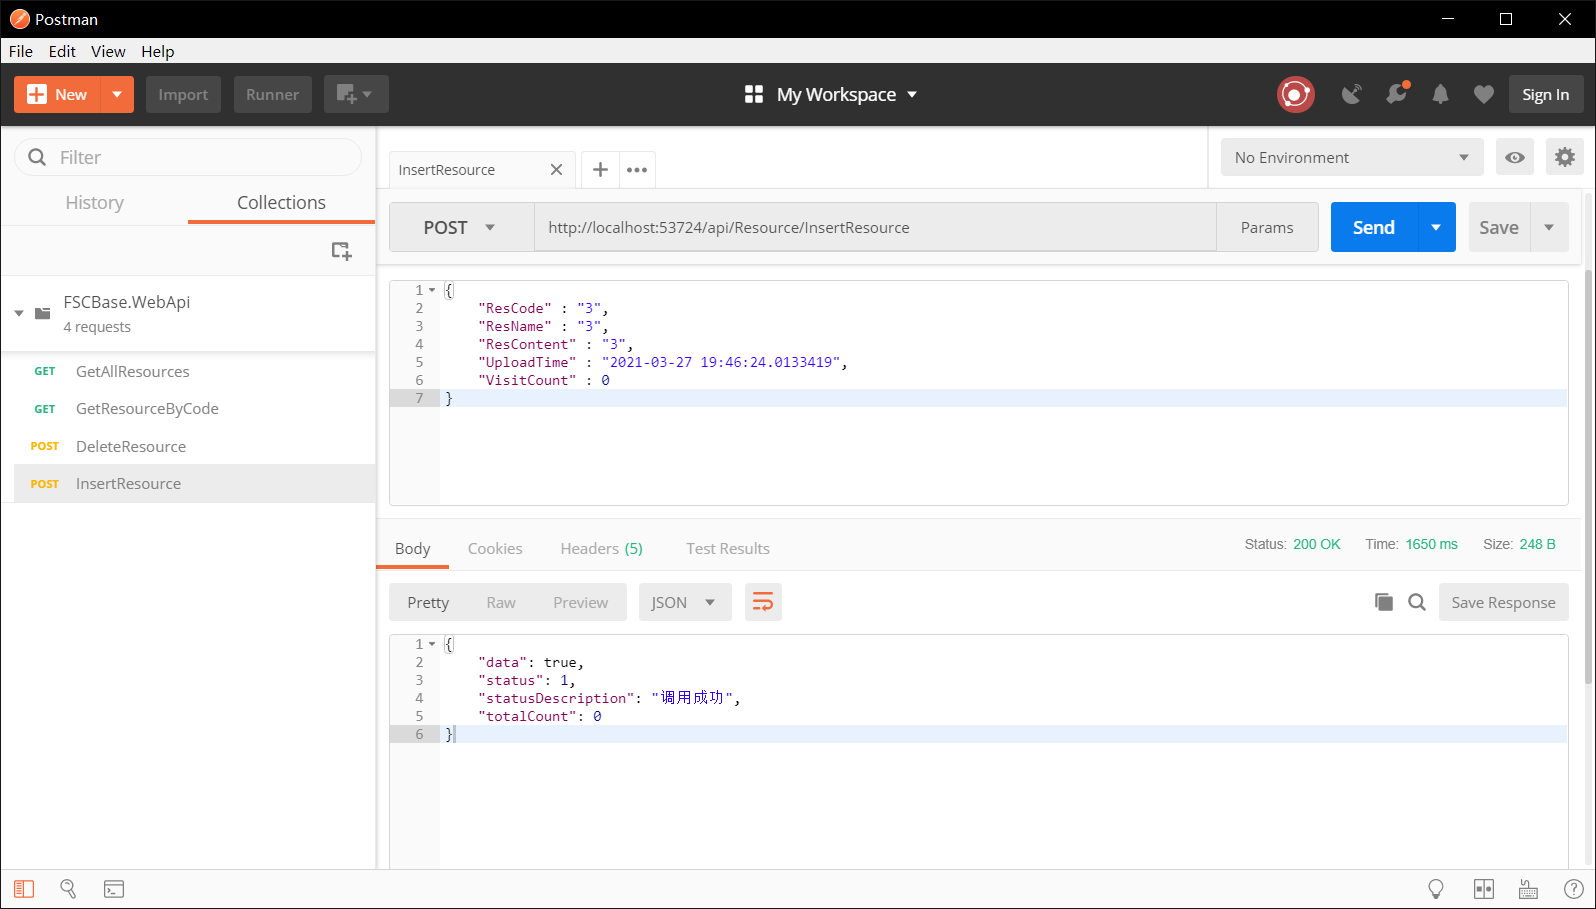 Postman
File Edit View Help
New Import Runner My Workspace Sign In
Filter
History Collections
FSCBase.WebApi
4 requests
GET GetAllResources
GET GetResourceByCode
POST DeleteResource
POST InsertResource
InsertResource
No Environment
POST http://localhost:53724/api/Resource/InsertResource Params Send Save
1 {
2 "ResCode" : "3",
3 "ResName" : "3",
4 "ResContent" : "3",
5 "UploadTime" : "2021-03-27 19:46:24.0133419",
6 "VisitCount" : 0
7 }
Body Cookies Headers (5) Test Results Status: 200 OK Time: 1650 ms Size: 248 B
Pretty Raw Preview JSON Save Response
1 {
2 "data": true,
3 "status": 1,
4 "statusDescription": "调用成功",
5 "totalCount": 0
6 }